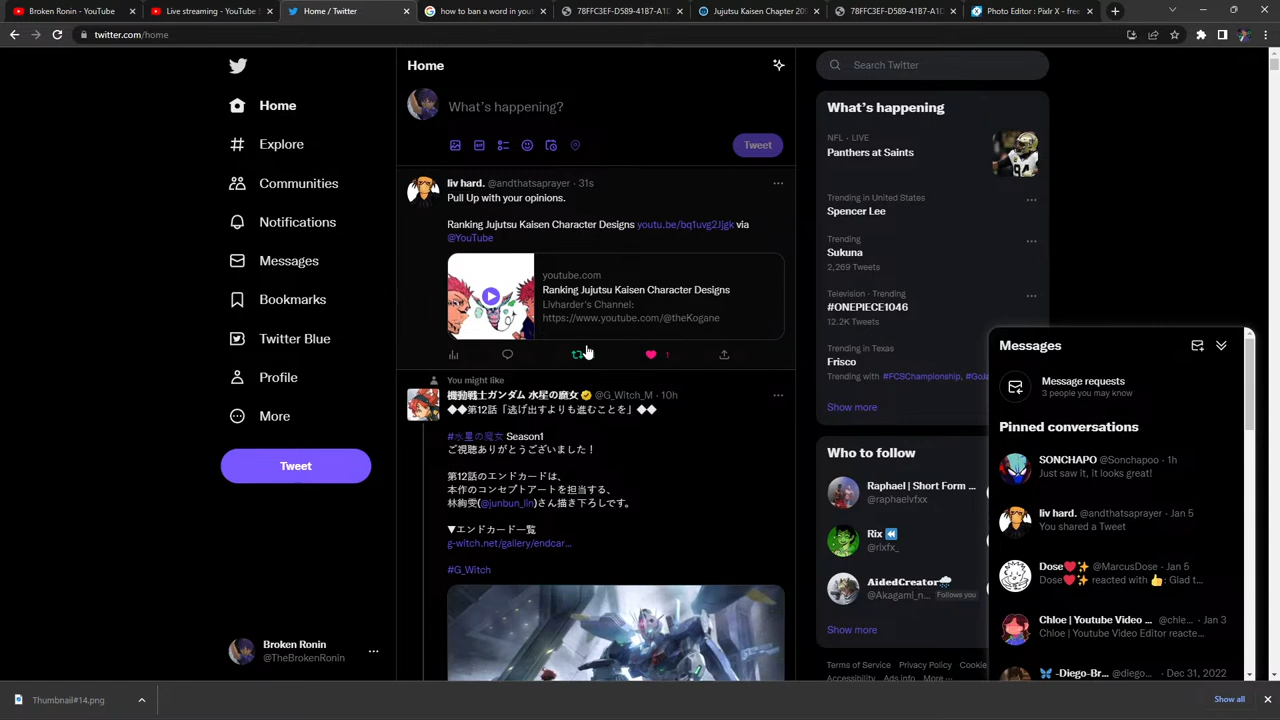 Broken Ronin - YouTube
Live streaming - YouTube S
Home / Twitter
how to ban a word in yout
78FFC3EF-D589-41B7-A1D
Jujutsu Kaisen Chapter 209
78FFC3EF-D589-41B7-A1D
Photo Editor : Pixlr X - free
twitter.com/home
Home
Explore
Communities
Notifications
Messages
Bookmarks
Twitter Blue
Profile
More
Tweet
Broken Ronin
@TheBrokenRonin
Home
What's happening?
Tweet
liv hard. @andthatsaprayer · 31s
Pull Up with your opinions.
Ranking Jujutsu Kaisen Character Designs youtu.be/bq1uvg2Jjgk via
@YouTube
youtube.com
Ranking Jujutsu Kaisen Character Designs
Livharder's Channel:
https://www.youtube.com/@theKogane
1
You might like
機動戦士ガンダム 水星の魔女 @G_Witch_M · 10h
◆◆第12話「逃げ出すよりも進むことを」◆◆
#水星の魔女 Season1
ご視聴ありがとうございました！
第12話のエンドカードは、
本作のコンセプトアートを担当する、
林絢雯(@junbun_lin)さん描き下ろしです。
▼エンドカード一覧
g-witch.net/gallery/endcar...
#G_Witch
Search Twitter
What's happening
NFL · LIVE
Panthers at Saints
Trending in United States
Spencer Lee
Trending
Sukuna
2,269 Tweets
Television · Trending
#ONEPIECE1046
12.2K Tweets
Trending in Texas
Frisco
Trending with #FCSChampionship, #GoJa
Show more
Who to follow
Raphael | Short Form ...
@raphaelvfxx
Rix
@rixfx_
AidedCreator
@Akagami_n... Follows you
Show more
Terms of Service Privacy Policy Cookie
Accessibility Ads info More ...
Messages
Message requests
3 people you may know
Pinned conversations
SONCHAPO @Sonchapoo · 1h
Just saw it, it looks great!
liv hard. @andthatsaprayer · Jan 5
You shared a Tweet
Dose @MarcusDose · Jan 5
Dose reacted with : Glad t...
Chloe | Youtube Video ... @chle... · Jan 3
Chloe | Youtube Video Editor reacte...
-Diego-Br... @diego... · Dec 31, 2022
Thumbnail#14.png
Show all